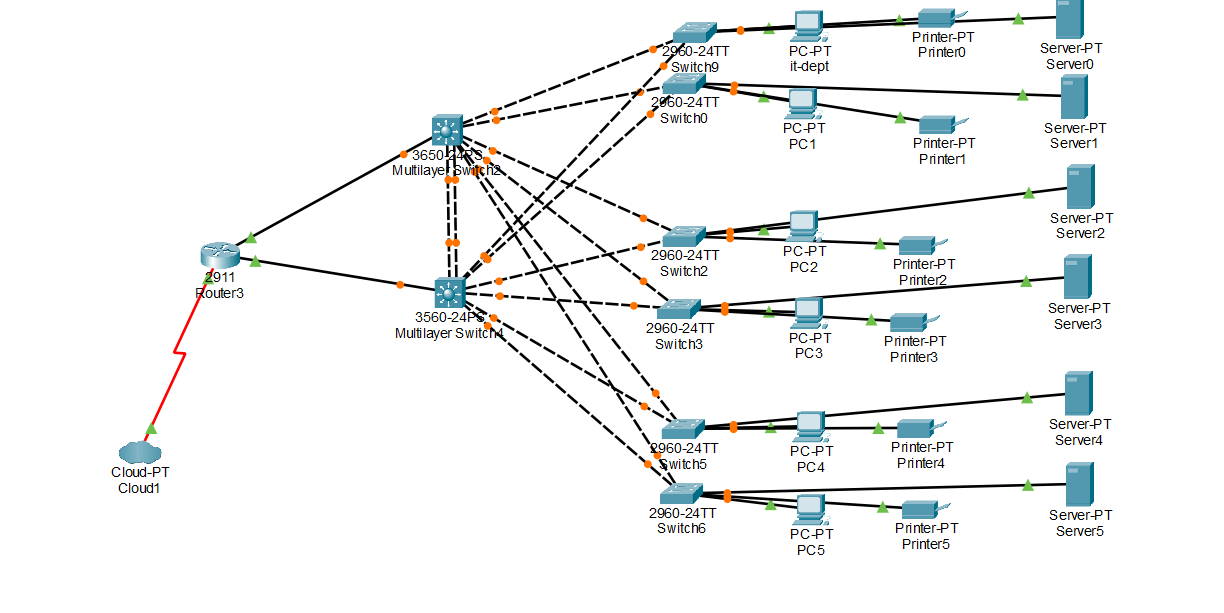 2960-24TT
Switch9
PC-PT
it-dept
Printer-PT
Printer0
Server-PT
Server0
2960-24TT
Switch0
PC-PT
PC1
Printer-PT
Printer1
Server-PT
Server1
3650-24PS
Multilayer Switch2
2960-24TT
Switch2
PC-PT
PC2
Printer-PT
Printer2
Server-PT
Server2
2911
Router3
3560-24PS
Multilayer Switch4
2960-24TT
Switch3
PC-PT
PC3
Printer-PT
Printer3
Server-PT
Server3
2960-24TT
Switch5
PC-PT
PC4
Printer-PT
Printer4
Server-PT
Server4
Cloud-PT
Cloud1
2960-24TT
Switch6
PC-PT
PC5
Printer-PT
Printer5
Server-PT
Server5